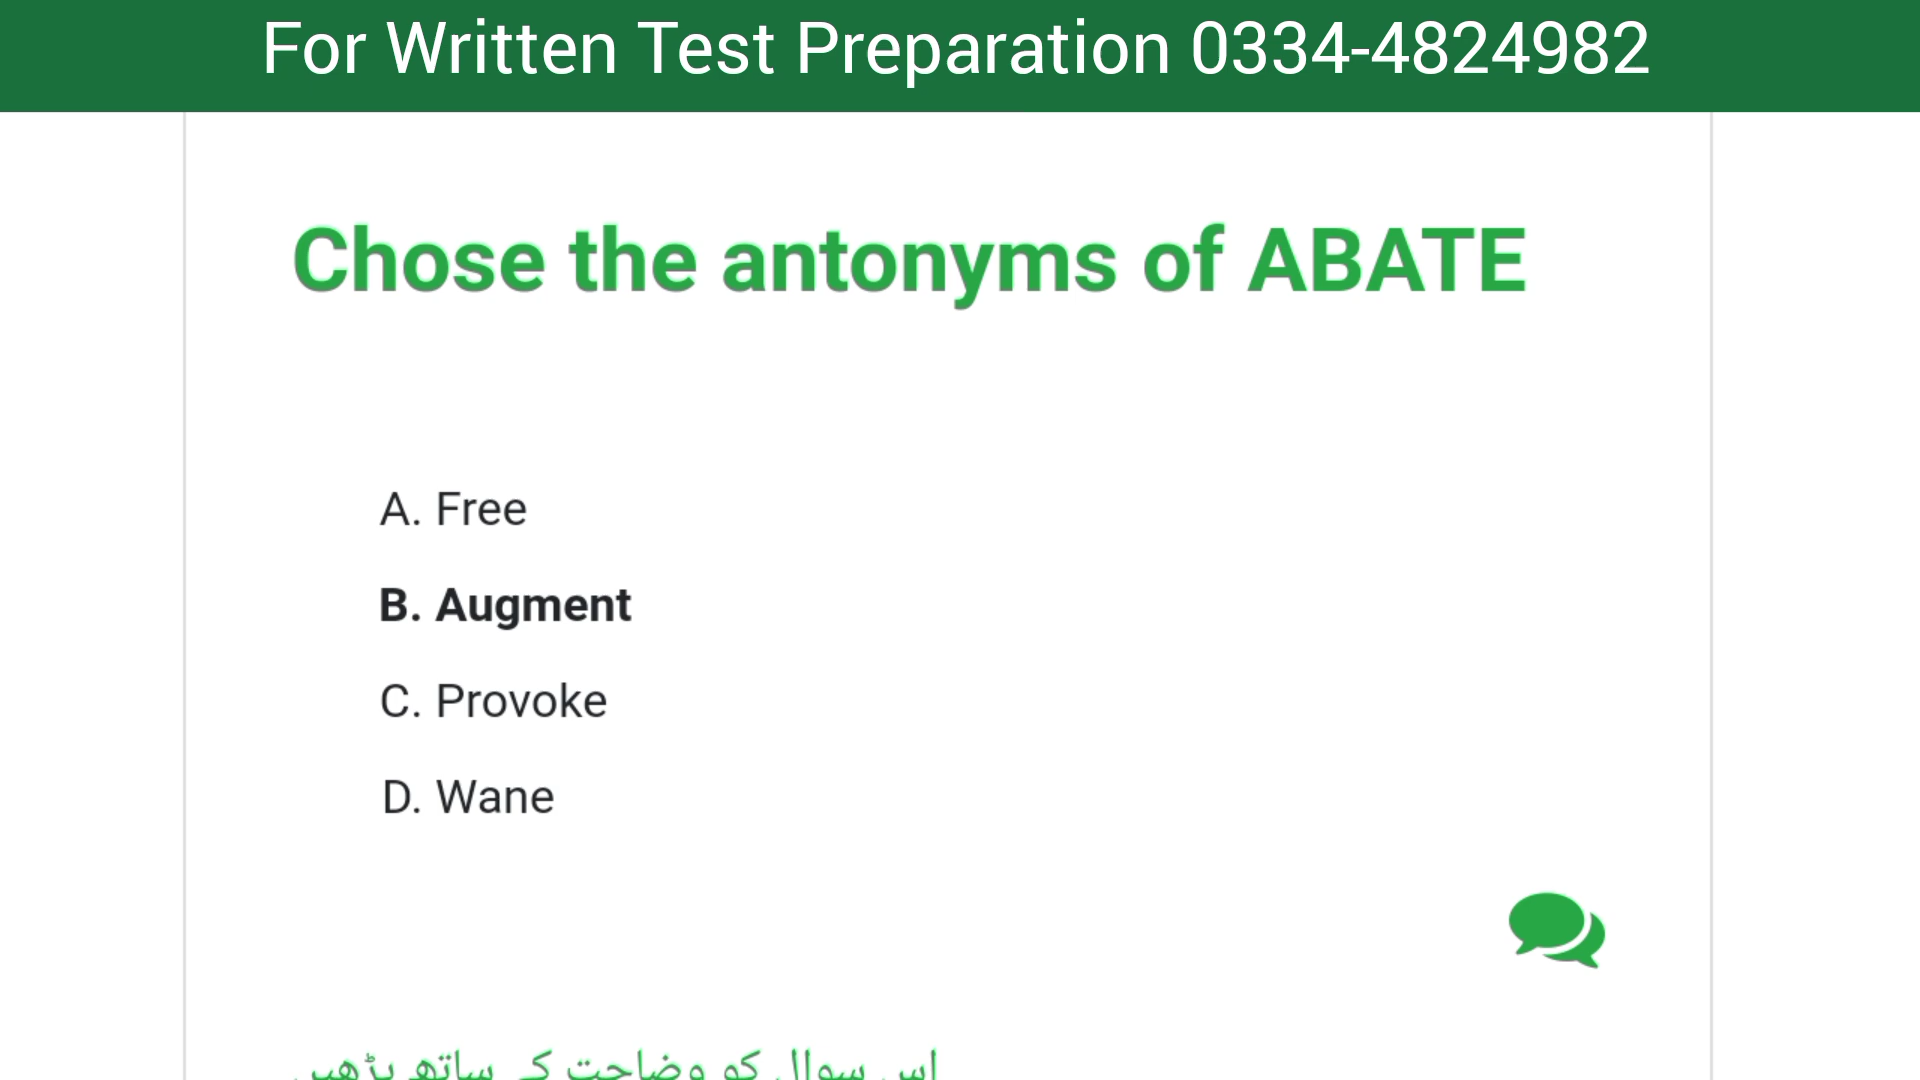 For Written Test Preparation 0334-4824982
Chose the antonyms of ABATE
A. Free
B. Augment
C. Provoke
D. Wane
اس سوال کو وضاحت کے ساتھ پڑھیں